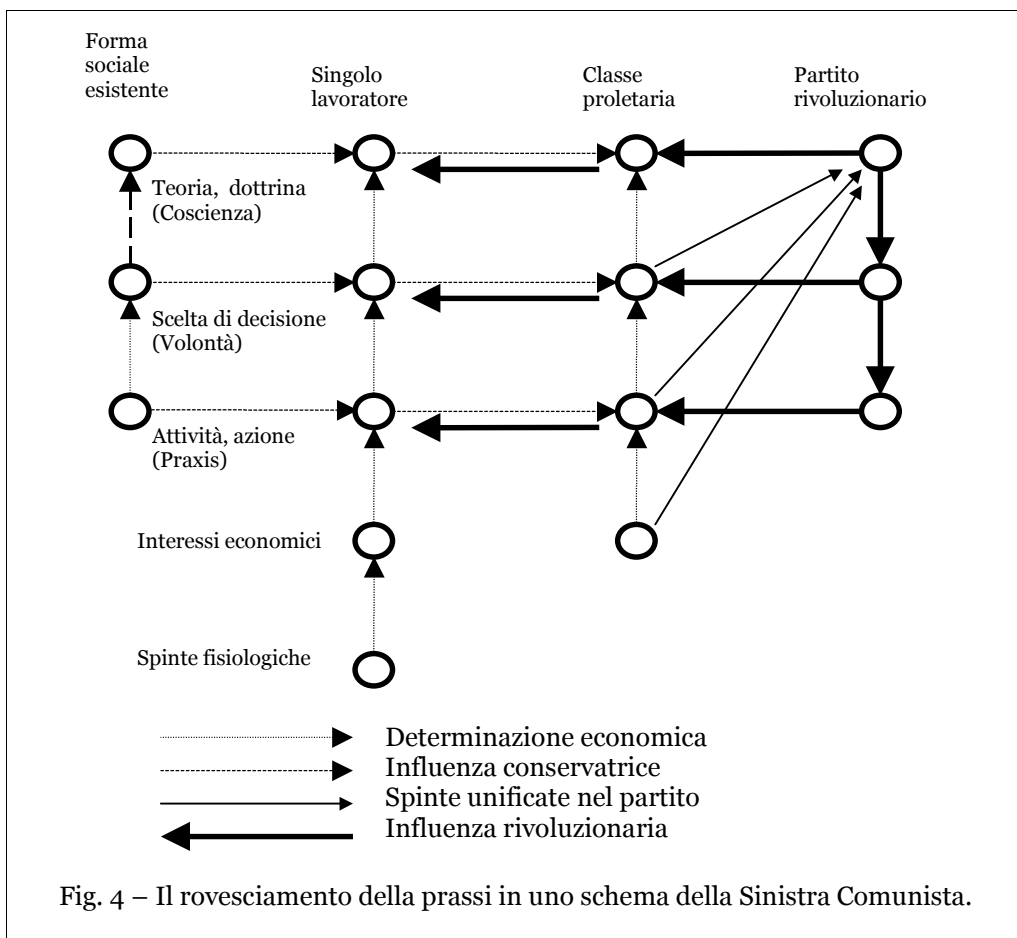 Forma
sociale
esistente
Singolo
lavoratore
Classe
proletaria
Partito
rivoluzionario
Teoria, dottrina
(Coscienza)
Scelta di decisione
(Volontà)
Attività, azione
(Praxis)
Interessi economici
Spinte fisiologiche
Determinazione economica
Influenza conservatrice
Spinte unificate nel partito
Influenza rivoluzionaria
Fig. 4 – Il rovesciamento della prassi in uno schema della Sinistra Comunista.